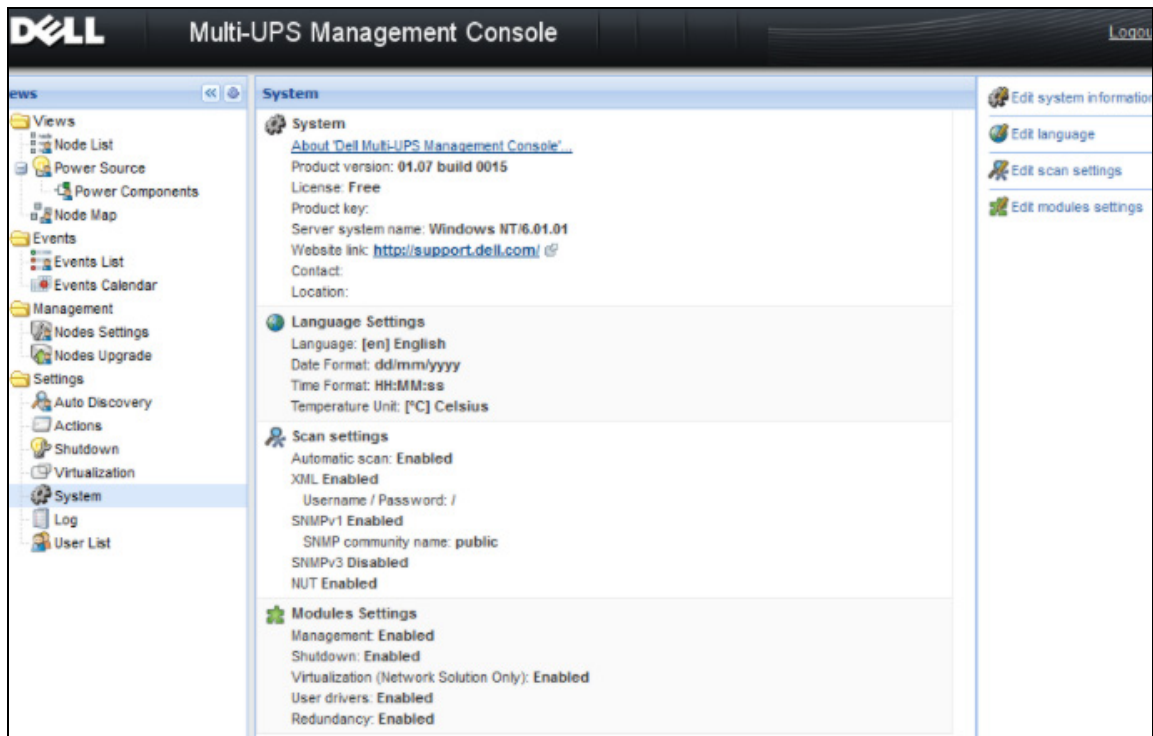 DELL
Multi-UPS Management Console
Logou
ews
Views
Node List
Power Source
Power Components
Node Map
Events
Events List
Events Calendar
Management
Nodes Settings
Nodes Upgrade
Settings
Auto Discovery
Actions
Shutdown
Virtualization
System
Log
User List
System
System
About 'Dell Multi-UPS Management Console'...
Product version: 01.07 build 0015
License: Free
Product key:
Server system name: Windows NT/6.01.01
Website link: http://support.dell.com/
Contact:
Location:
Language Settings
Language: [en] English
Date Format: dd/mm/yyyy
Time Format: HH:MM:ss
Temperature Unit: [°C] Celsius
Scan settings
Automatic scan: Enabled
XML Enabled
Username / Password: /
SNMPv1 Enabled
SNMP community name: public
SNMPv3 Disabled
NUT Enabled
Modules Settings
Management: Enabled
Shutdown: Enabled
Virtualization (Network Solution Only): Enabled
User drivers: Enabled
Redundancy: Enabled
Edit system information
Edit language
Edit scan settings
Edit modules settings